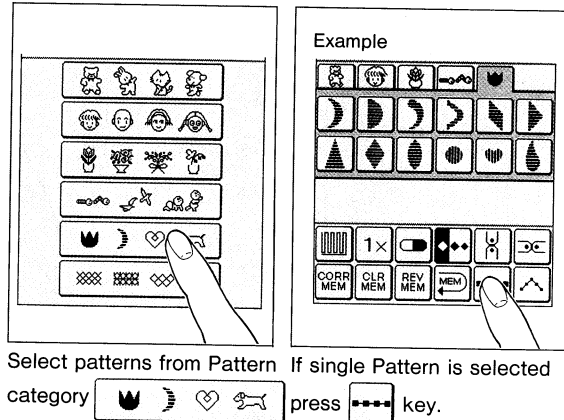 Example
1×
CORR MEM
CLR MEM
REV MEM
MEM
Select patterns from Pattern
category
If single Pattern is selected
press key.